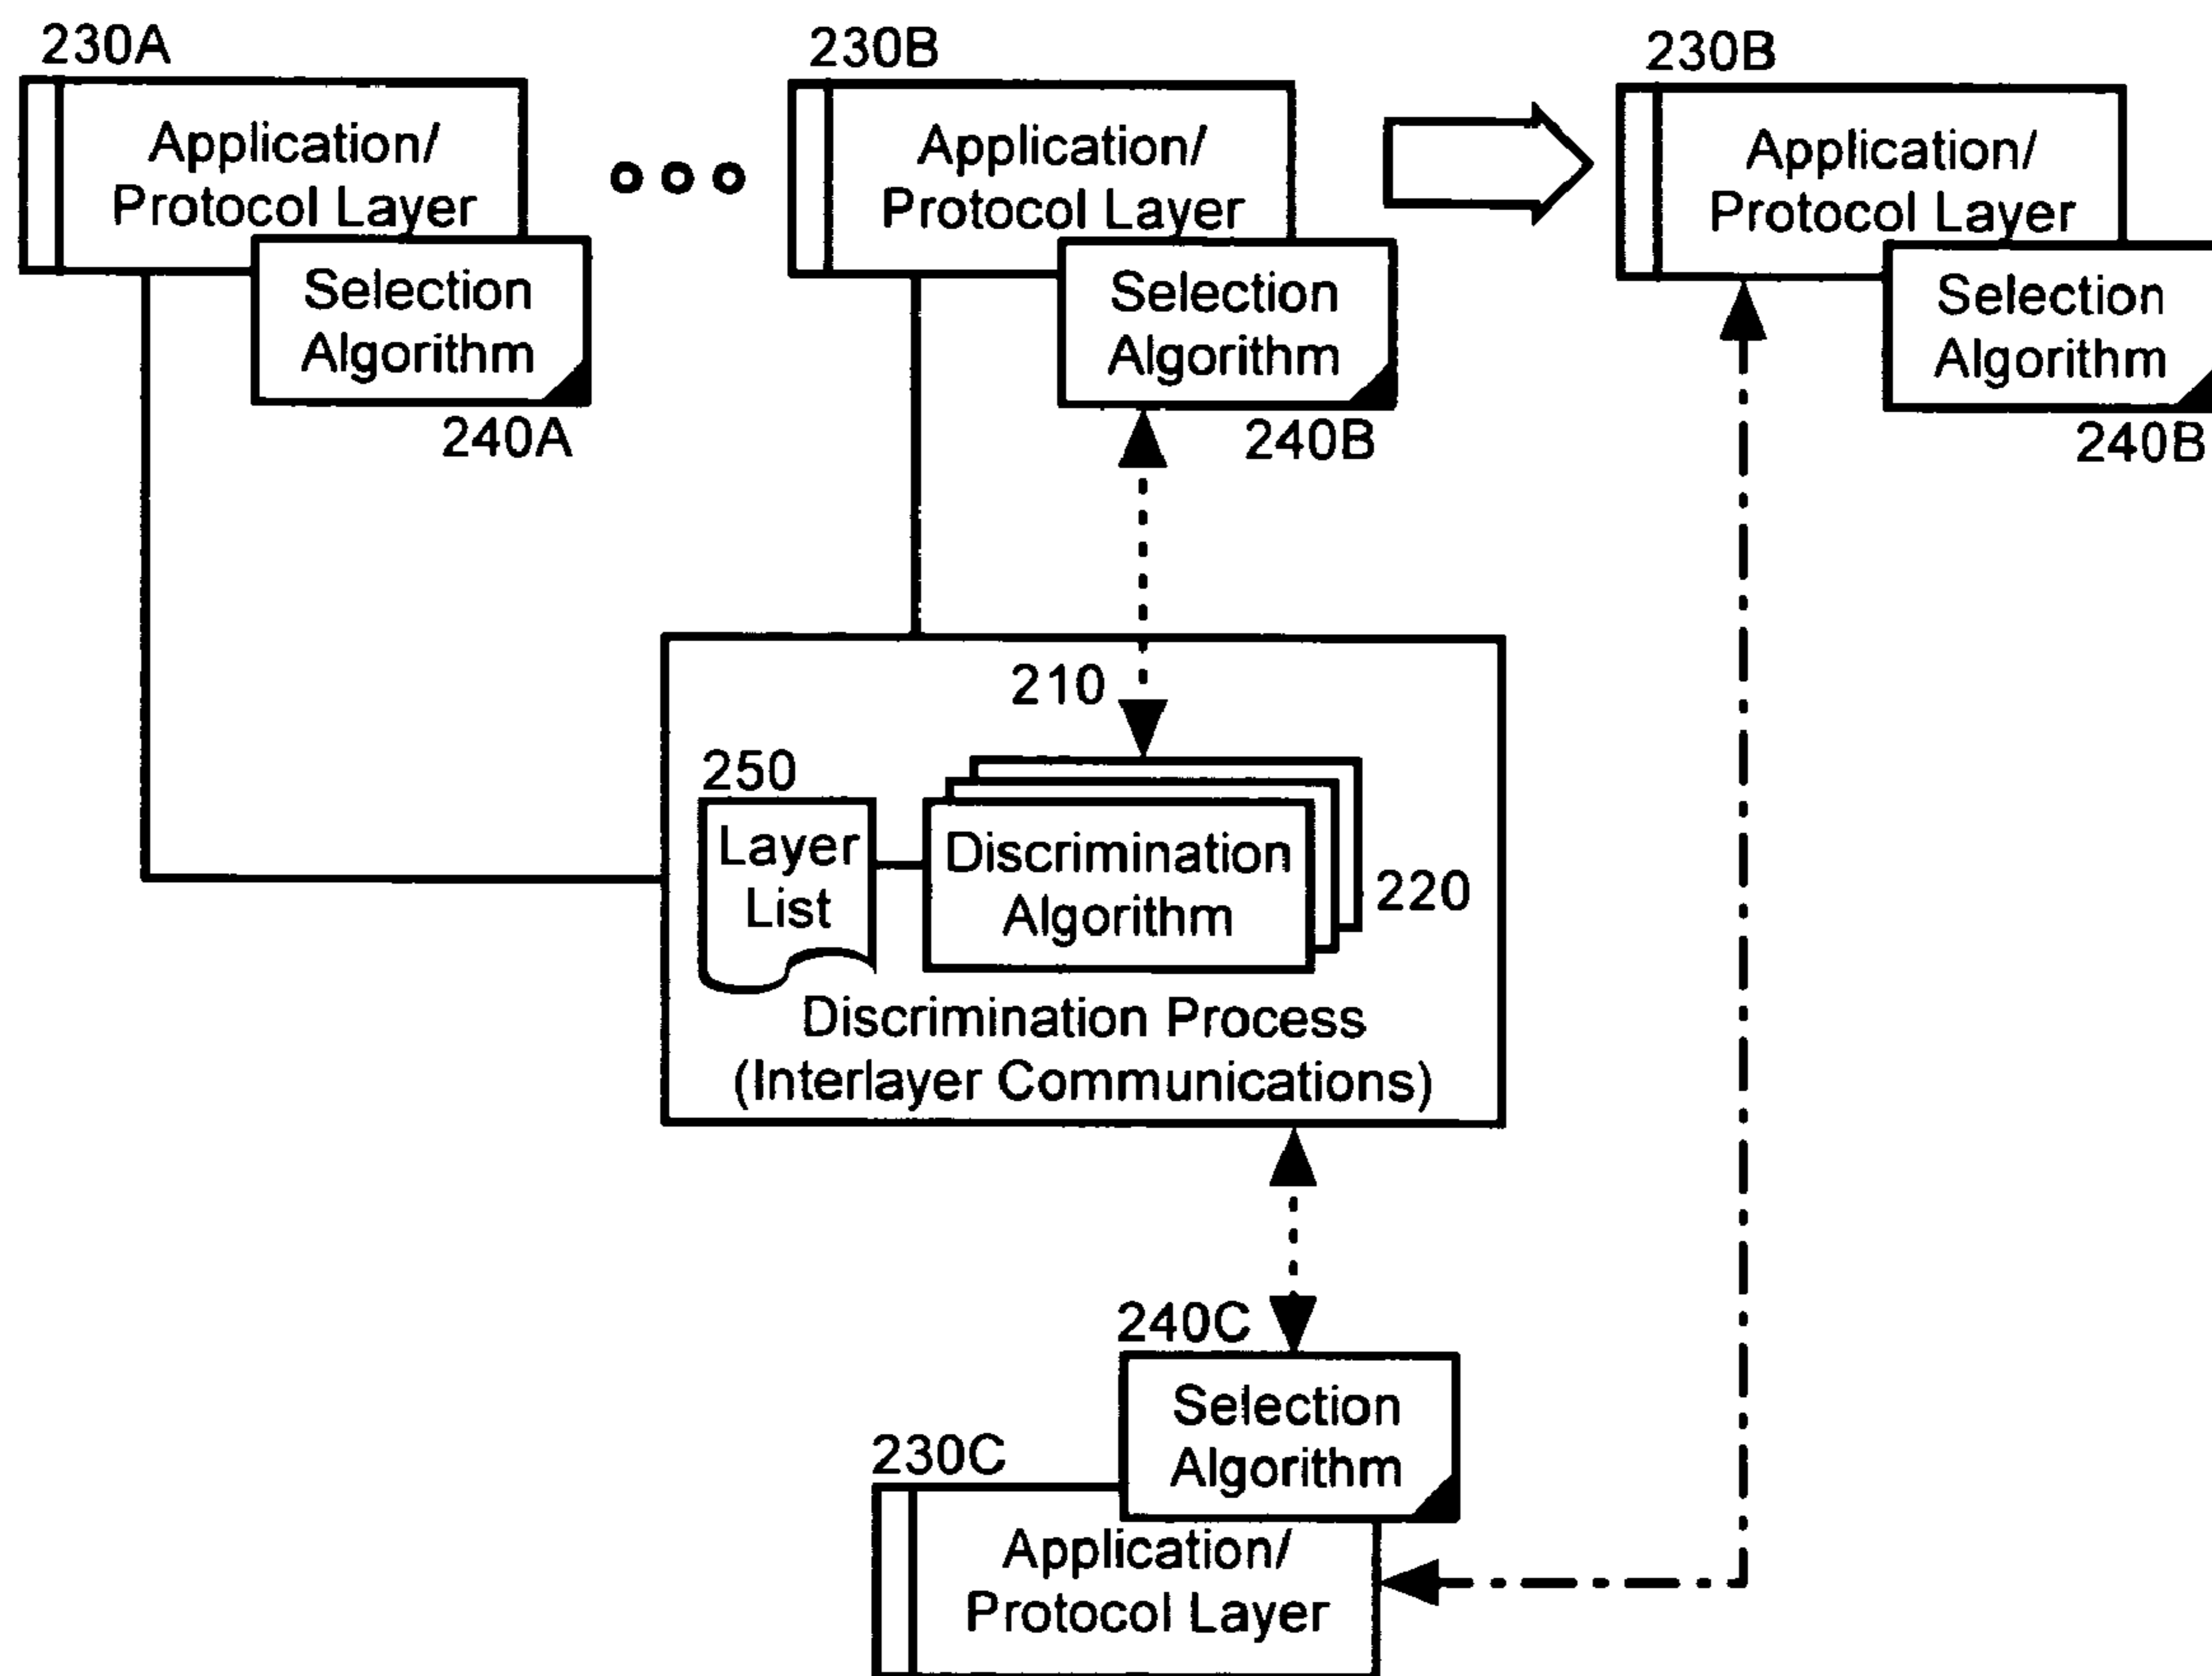 230A
Application/
Protocol Layer
Selection
Algorithm
240A
230B
Application/
Protocol Layer
Selection
Algorithm
240B
230B
Application/
Protocol Layer
Selection
Algorithm
240B
210
250
Layer
List
Discrimination
Algorithm
220
Discrimination Process
(Interlayer Communications)
240C
Selection
Algorithm
230C
Application/
Protocol Layer